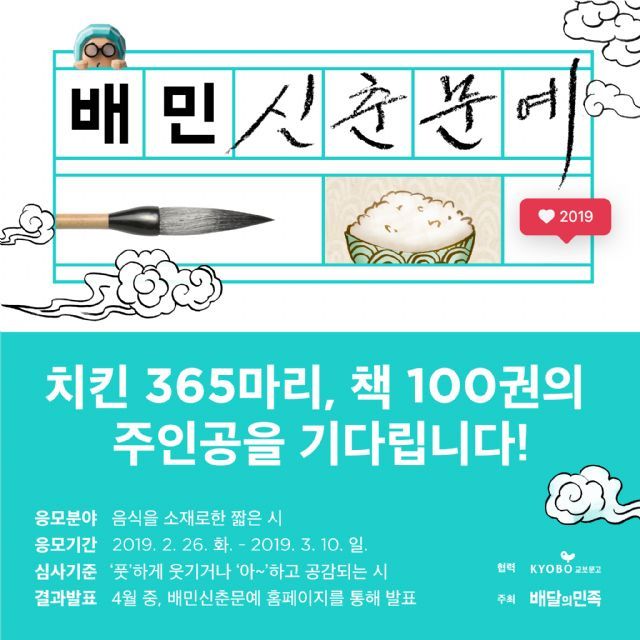 배민신춘문예
2019
치킨 365마리, 책 100권의
주인공을 기다립니다!
응모분야 음식을 소재로한 짧은 시
응모기간 2019. 2. 26. 화. - 2019. 3. 10. 일.
심사기준 '풋'하게 웃기거나 '아~'하고 공감되는 시
결과발표 4월 중, 배민신춘문예 홈페이지를 통해 발표
협력 KYOBO 교보문고
주최 배달의민족